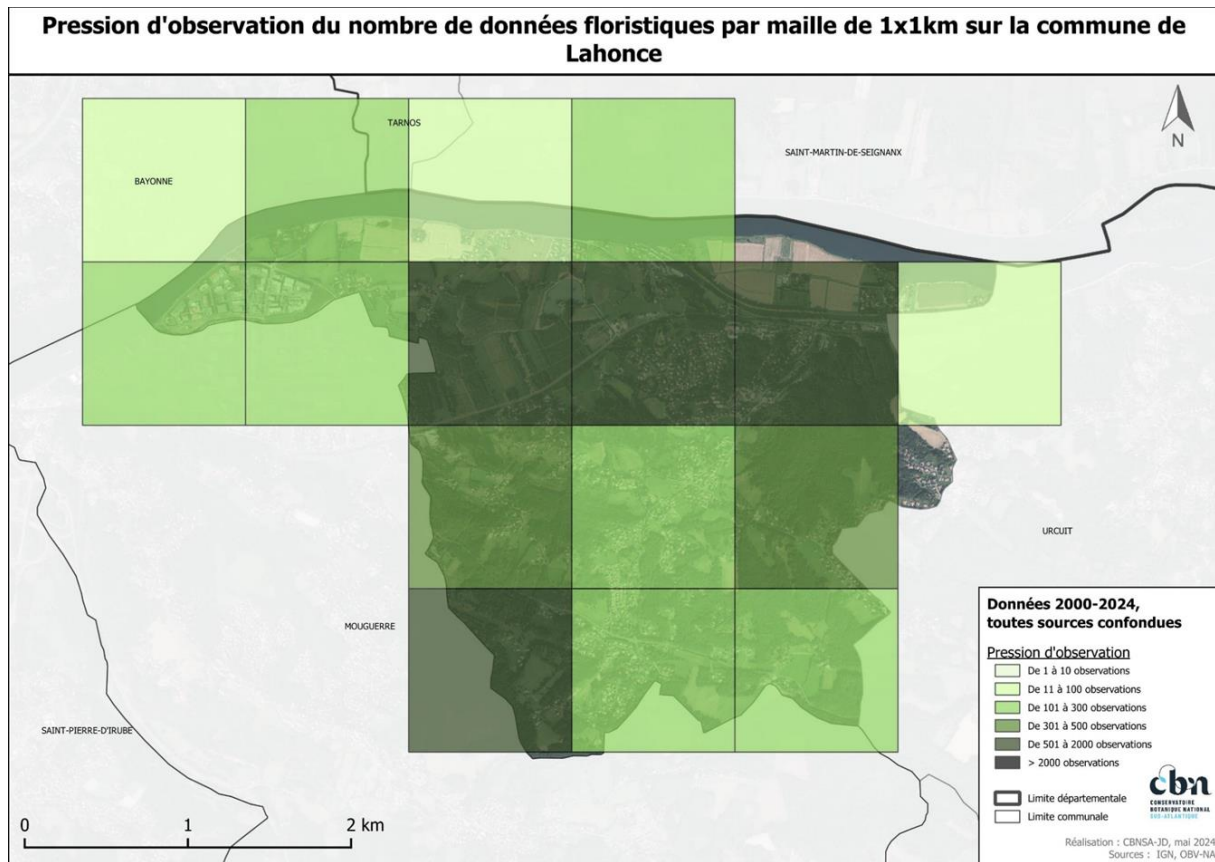 Pression d'observation du nombre de données floristiques par maille de 1x1km sur la commune de
Lahonce
TARNOS
SAINT-MARTIN-DE-SEIGNANX
N
BAYONNE
URCUIT
MOUGUERRE
SAINT-PIERRE-D'IRUBE
0 1 2 km
Données 2000-2024,
toutes sources confondues
Pression d'observation
De 1 à 10 observations
De 11 à 100 observations
De 101 à 300 observations
De 301 à 500 observations
De 501 à 2000 observations
> 2000 observations
Limite départementale
Limite communale
cbn
CONSERVATOIRE
BOTANIQUE NATIONAL
SUD-ATLANTIQUE
Réalisation : CBNSA-JD, mai 2024
Sources : IGN, OBV-NA